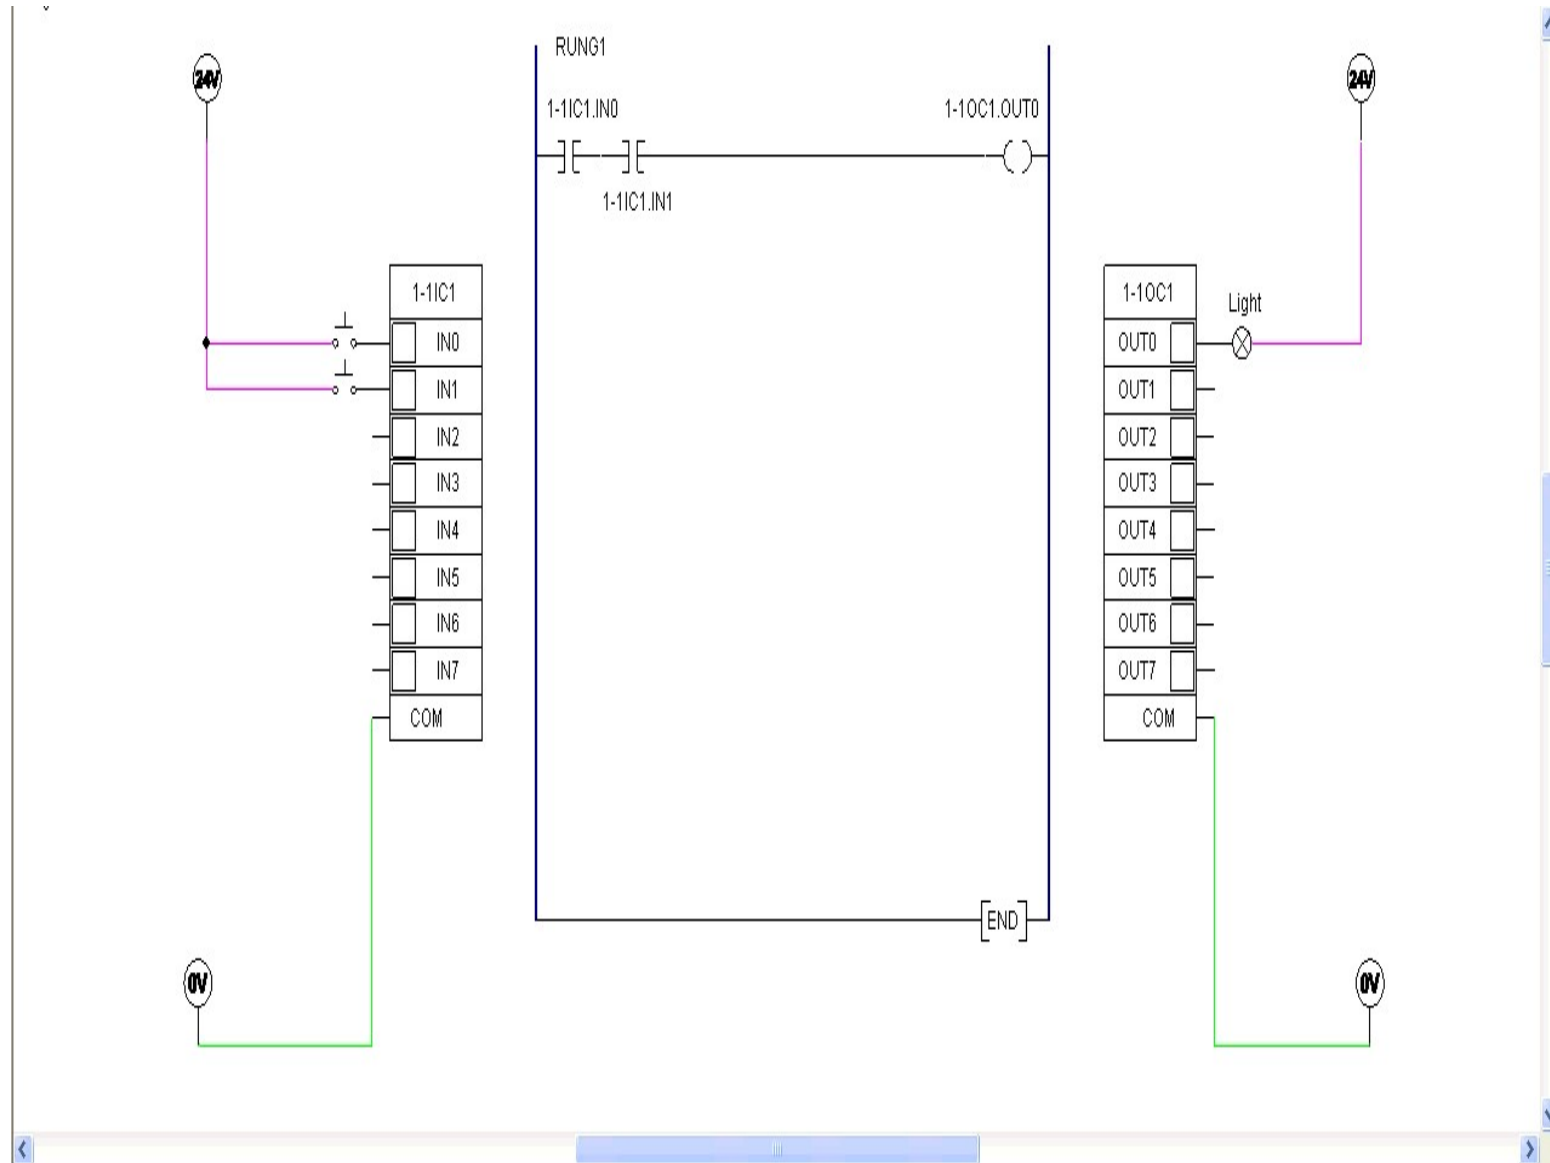 RUNG1
24V
24V
1-1IC1.IN0
1-1OC1.OUT0
1-1IC1.IN1
1-1IC1
IN0
IN1
IN2
IN3
IN4
IN5
IN6
IN7
COM
1-1OC1
Light
OUT0
OUT1
OUT2
OUT3
OUT4
OUT5
OUT6
OUT7
COM
END
0V
0V